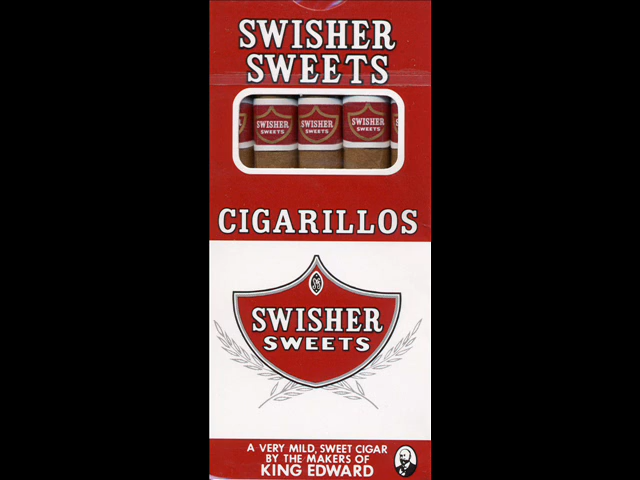 SWISHER
SWEETS
SWISHER SWISHER SWISHER
SWEETS SWEETS SWEETS
CIGARILLOS
SWISHER
SWEETS
A VERY MILD, SWEET CIGAR
BY THE MAKERS OF
KING EDWARD